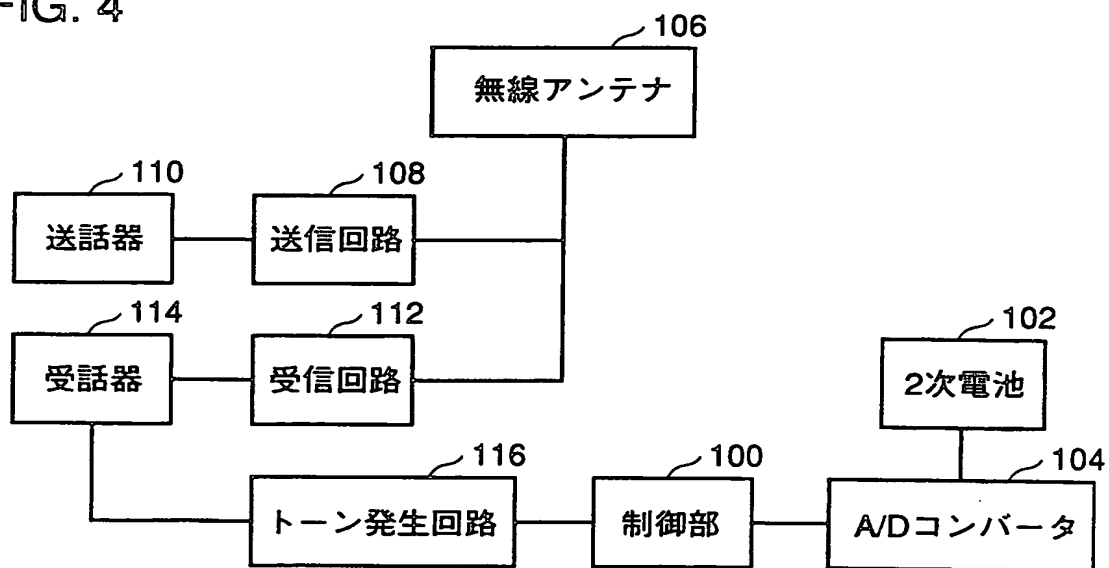 FIG. 4
106
無線アンテナ
110
108
送話器
送信回路
114
112
102
受話器
受信回路
2次電池
116
100
104
トーン発生回路
制御部
A/Dコンバータ